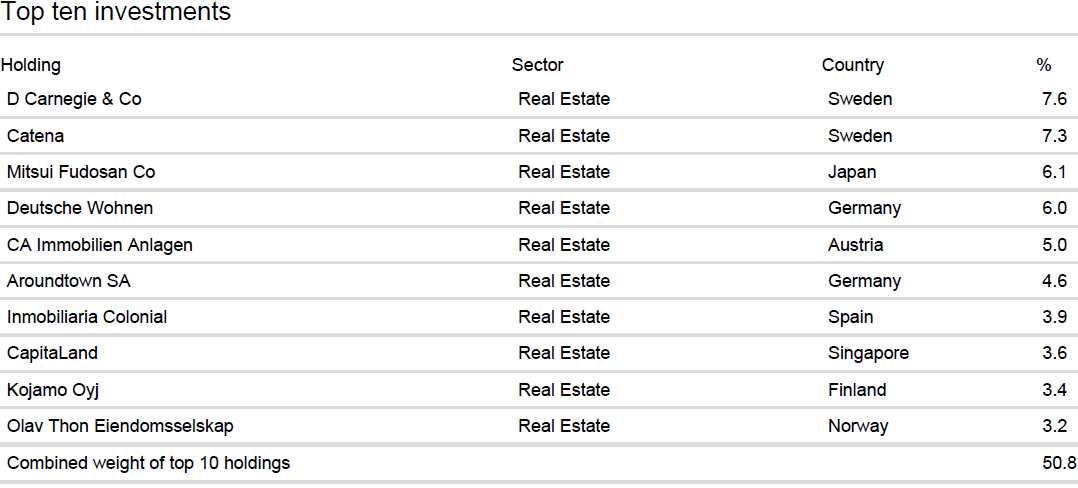 Top ten investments
Holding Sector Country %
D Carnegie & Co Real Estate Sweden 7.6
Catena Real Estate Sweden 7.3
Mitsui Fudosan Co Real Estate Japan 6.1
Deutsche Wohnen Real Estate Germany 6.0
CA Immobilien Anlagen Real Estate Austria 5.0
Aroundtown SA Real Estate Germany 4.6
Inmobiliaria Colonial Real Estate Spain 3.9
CapitaLand Real Estate Singapore 3.6
Kojamo Oyj Real Estate Finland 3.4
Olav Thon Eiendomsselskap Real Estate Norway 3.2
Combined weight of top 10 holdings 50.8